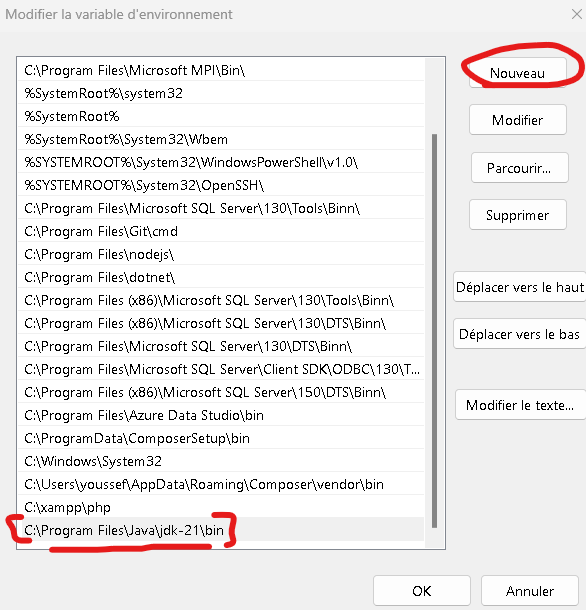 Modifier la variable d'environnement
C:\Program Files\Microsoft MPI\Bin\
%SystemRoot%\system32
%SystemRoot%
%SystemRoot%\System32\Wbem
%SYSTEMROOT%\System32\WindowsPowerShell\v1.0\
%SYSTEMROOT%\System32\OpenSSH\
C:\Program Files\Microsoft SQL Server\130\Tools\Binn\
C:\Program Files\Git\cmd
C:\Program Files\nodejs\
C:\Program Files\dotnet\
C:\Program Files (x86)\Microsoft SQL Server\130\Tools\Binn\
C:\Program Files (x86)\Microsoft SQL Server\130\DTS\Binn\
C:\Program Files\Microsoft SQL Server\130\DTS\Binn\
C:\Program Files\Microsoft SQL Server\Client SDK\ODBC\130\T...
C:\Program Files (x86)\Microsoft SQL Server\150\DTS\Binn\
C:\Program Files\Azure Data Studio\bin
C:\ProgramData\ComposerSetup\bin
C:\Windows\System32
C:\Users\youssef\AppData\Roaming\Composer\vendor\bin
C:\xampp\php
C:\Program Files\Java\jdk-21\bin
Nouveau
Modifier
Parcourir...
Supprimer
Déplacer vers le haut
Déplacer vers le bas
Modifier le texte...
OK
Annuler